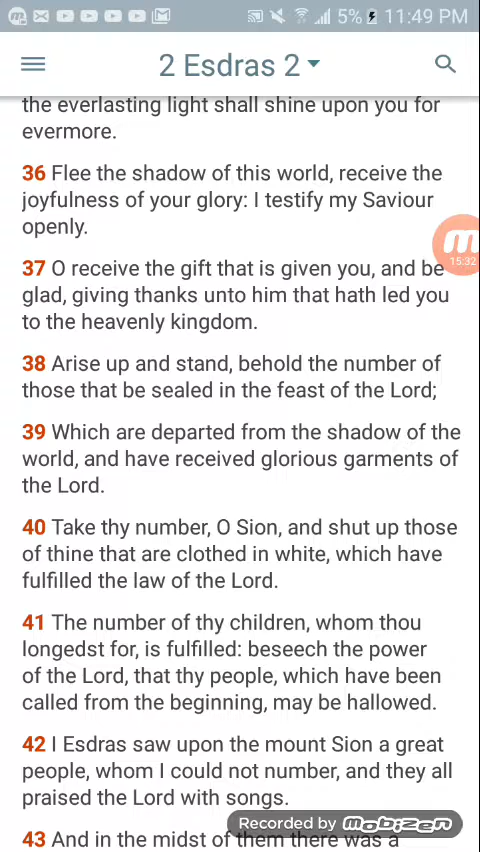 5% 11:49 PM
2 Esdras 2
the everlasting light shall shine upon you for
evermore.
36 Flee the shadow of this world, receive the
joyfulness of your glory: I testify my Saviour
openly.
15:32
37 O receive the gift that is given you, and be
glad, giving thanks unto him that hath led you
to the heavenly kingdom.
38 Arise up and stand, behold the number of
those that be sealed in the feast of the Lord;
39 Which are departed from the shadow of the
world, and have received glorious garments of
the Lord.
40 Take thy number, O Sion, and shut up those
of thine that are clothed in white, which have
fulfilled the law of the Lord.
41 The number of thy children, whom thou
longedst for, is fulfilled: beseech the power
of the Lord, that thy people, which have been
called from the beginning, may be hallowed.
42 I Esdras saw upon the mount Sion a great
people, whom I could not number, and they all
praised the Lord with songs.
Recorded by Mobizen
43 And in the midst of them there was a